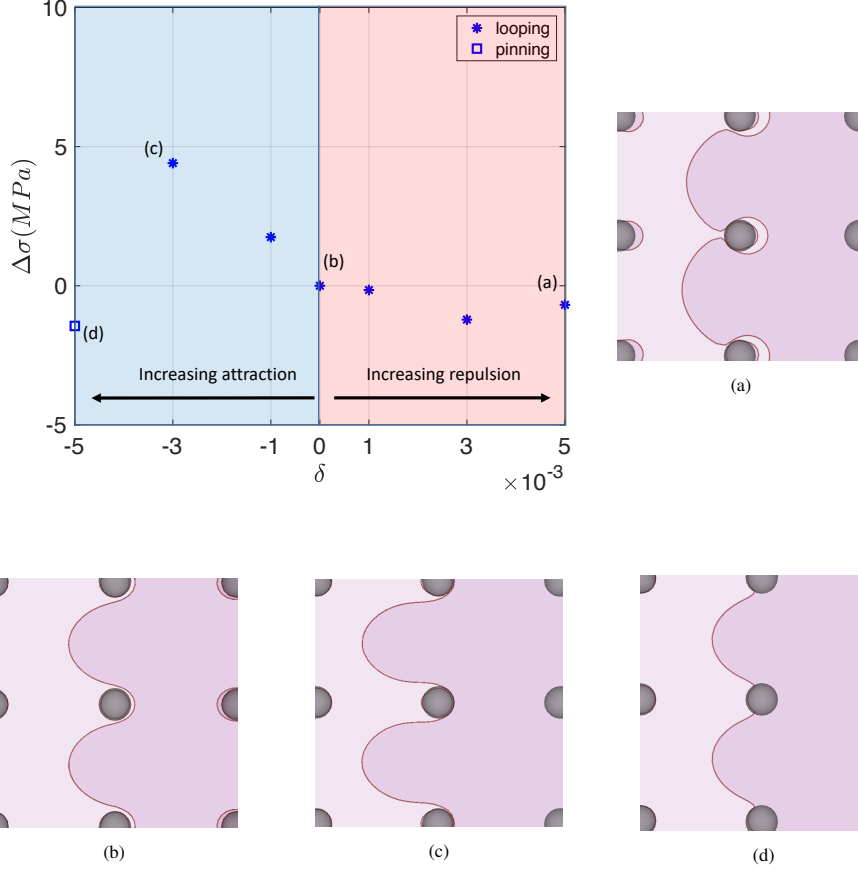 10
5
0
-5
Δσ(MPa)
looping
pinning
(c)
(b)
(a)
(d)
Increasing attraction
Increasing repulsion
-5 -3 -1 0 1 3 5
δ
×10⁻³
(a)
(b)
(c)
(d)